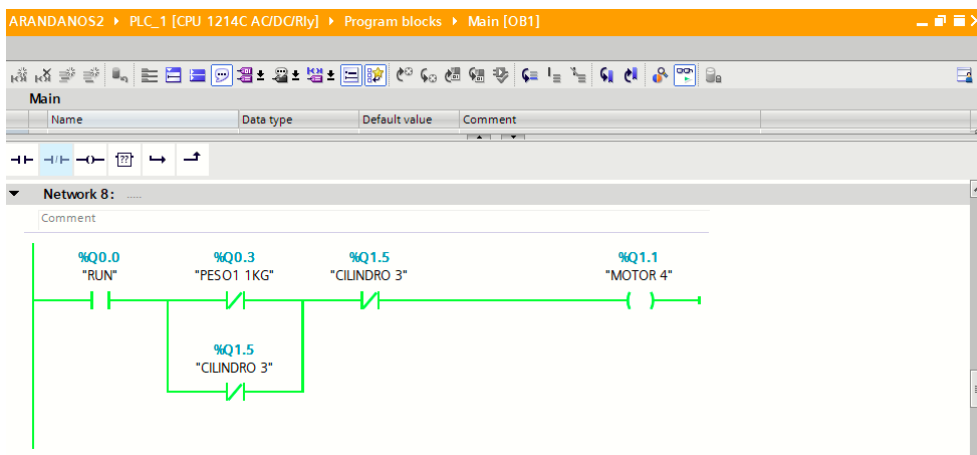 ARANDANOS2 ▸ PLC_1 [CPU 1214C AC/DC/Rly] ▸ Program blocks ▸ Main [OB1]
Main
Name Data type Default value Comment
??
Network 8: .....
Comment
%Q0.0 %Q0.3 %Q1.5 %Q1.1
"RUN" "PESO1 1KG" "CILINDRO 3" "MOTOR 4"
%Q1.5
"CILINDRO 3"